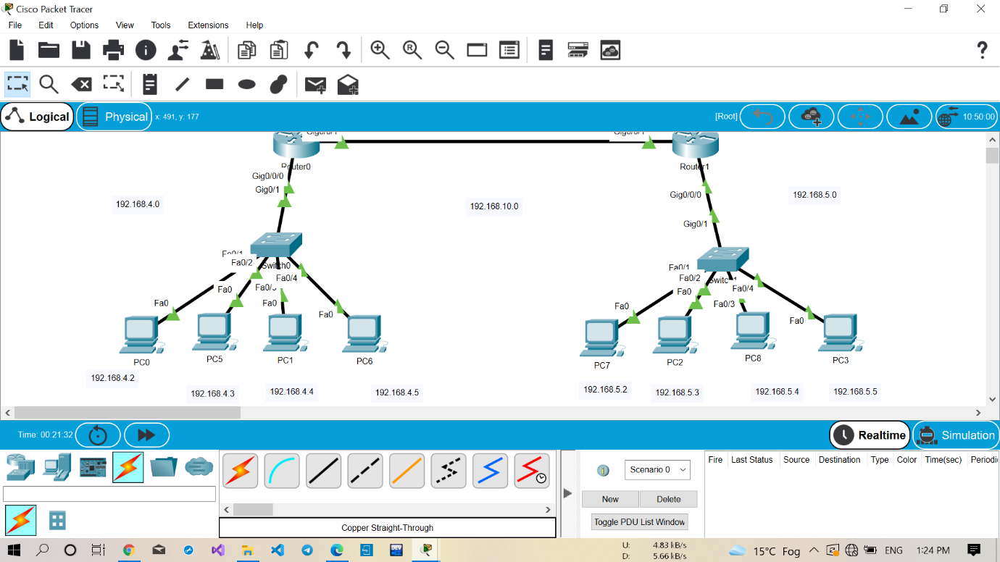 Cisco Packet Tracer
File Edit Options View Tools Extensions Help
Logical Physical x: 491, y: 177 [Root] 10:50:00
Gig0/0/1 Gig0/0/1
Router0 Router1
Gig0/0/0
Gig0/1
192.168.4.0
192.168.10.0
192.168.5.0
Gig0/0/0
Gig0/1
Fa0/1
Fa0/2 Switch0
Fa0/4
Fa0 Fa0/3
Fa0 Fa0 Fa0
Fa0/1
Fa0/2 Switch1
Fa0 Fa0/4
Fa0 Fa0/3
Fa0
PC0 PC5 PC1 PC6 PC7 PC2 PC8 PC3
192.168.4.2 192.168.4.3 192.168.4.4 192.168.4.5 192.168.5.2 192.168.5.3 192.168.5.4 192.168.5.5
Time: 00:21:32 Realtime Simulation
Scenario 0
New Delete
Toggle PDU List Window
Fire Last Status Source Destination Type Color Time(sec) Periodi
Copper Straight-Through
U: 4.83 kB/s
D: 5.66 kB/s
15°C Fog ENG 1:24 PM